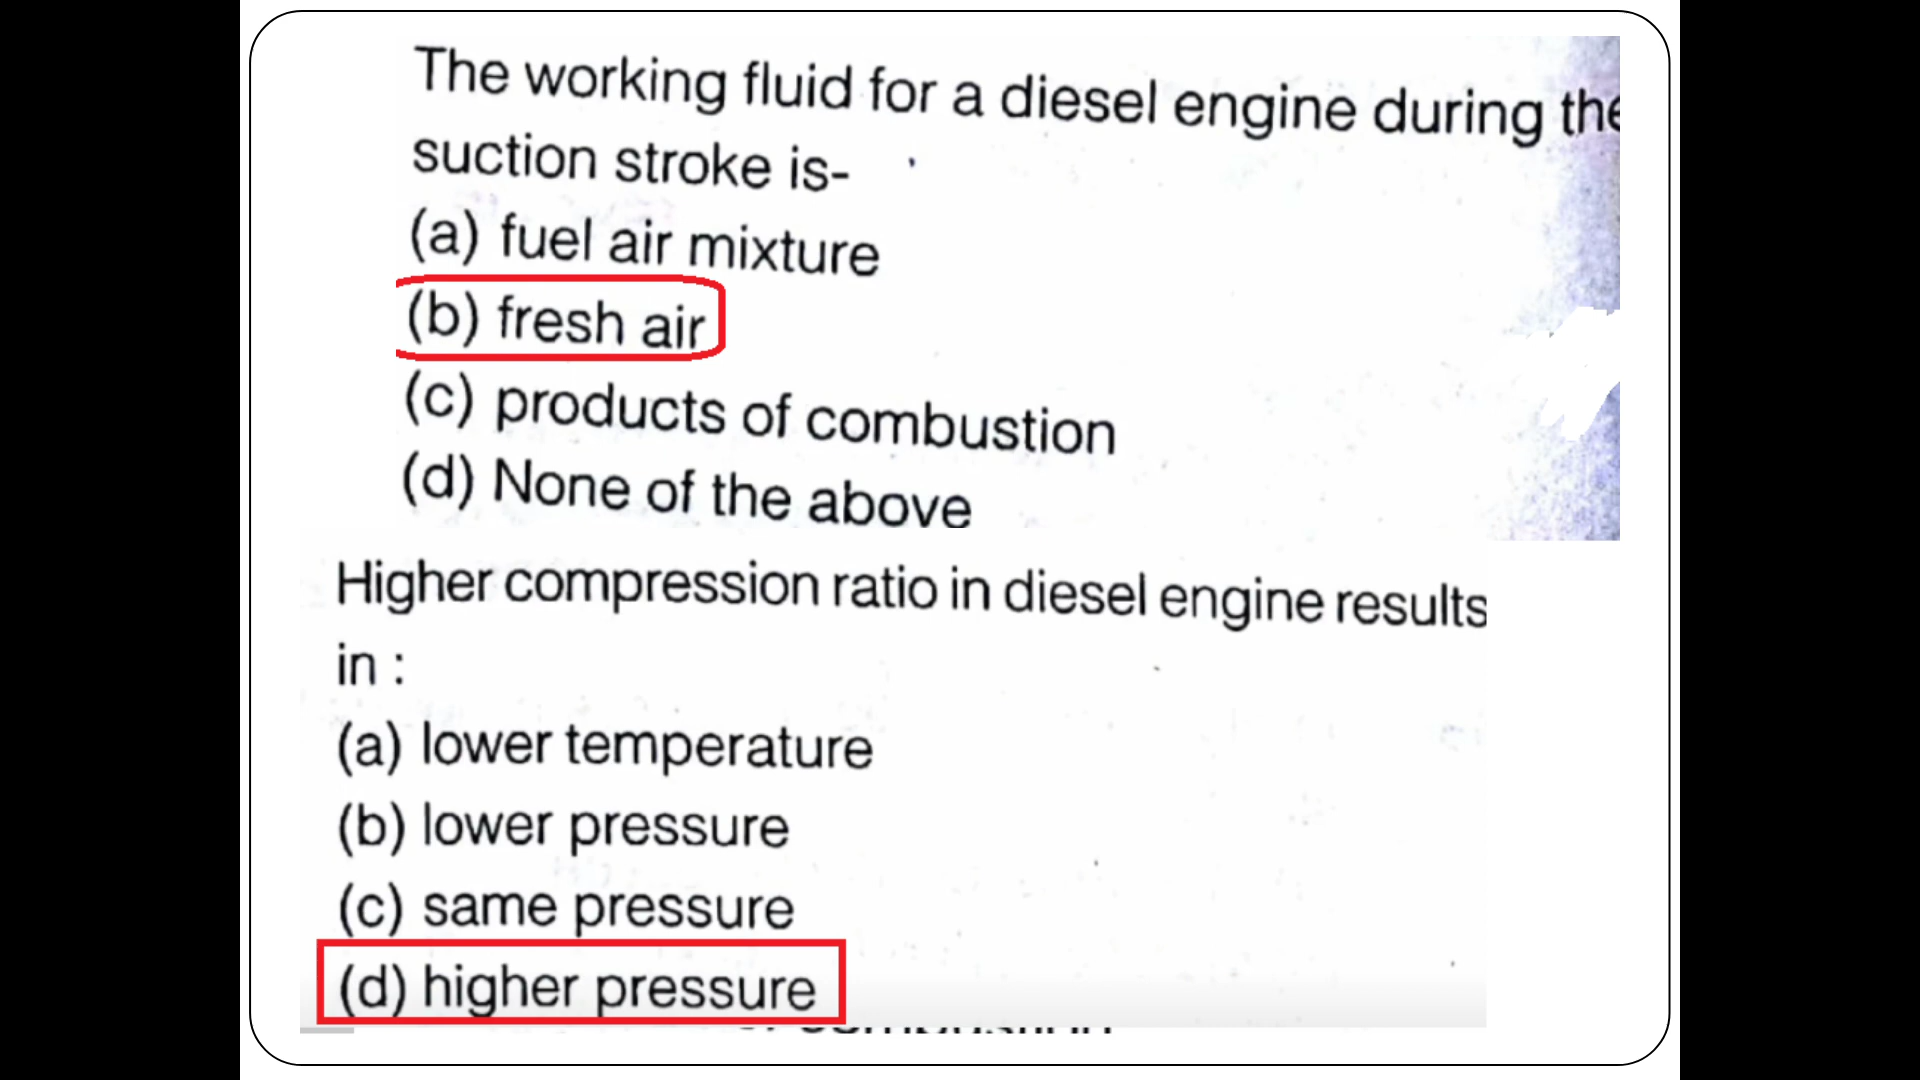 The working fluid for a diesel engine during the
suction stroke is-
(a) fuel air mixture
(b) fresh air
(c) products of combustion
(d) None of the above
Higher compression ratio in diesel engine results
in :
(a) lower temperature
(b) lower pressure
(c) same pressure
(d) higher pressure